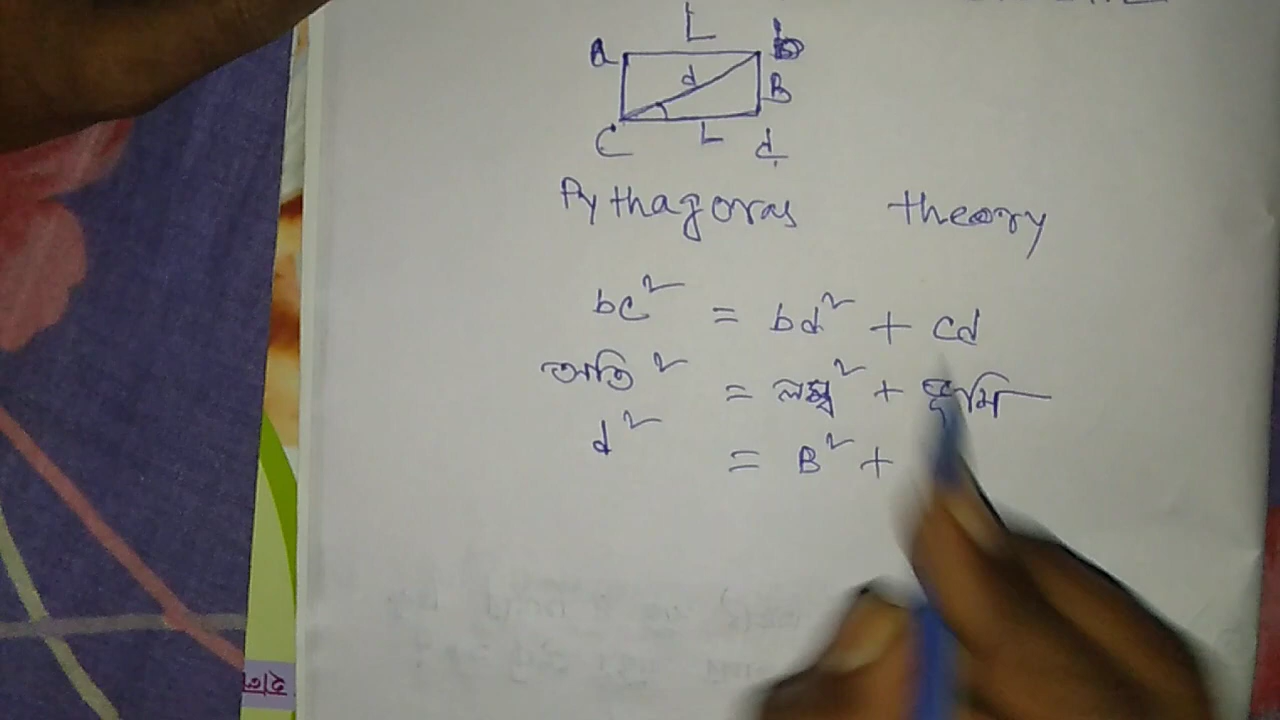 L
a b
d B
C L d
Pythagoras theory
bc² = bd² + cd
অতি ² = লম্ব² + ভূমি
d² = B² +